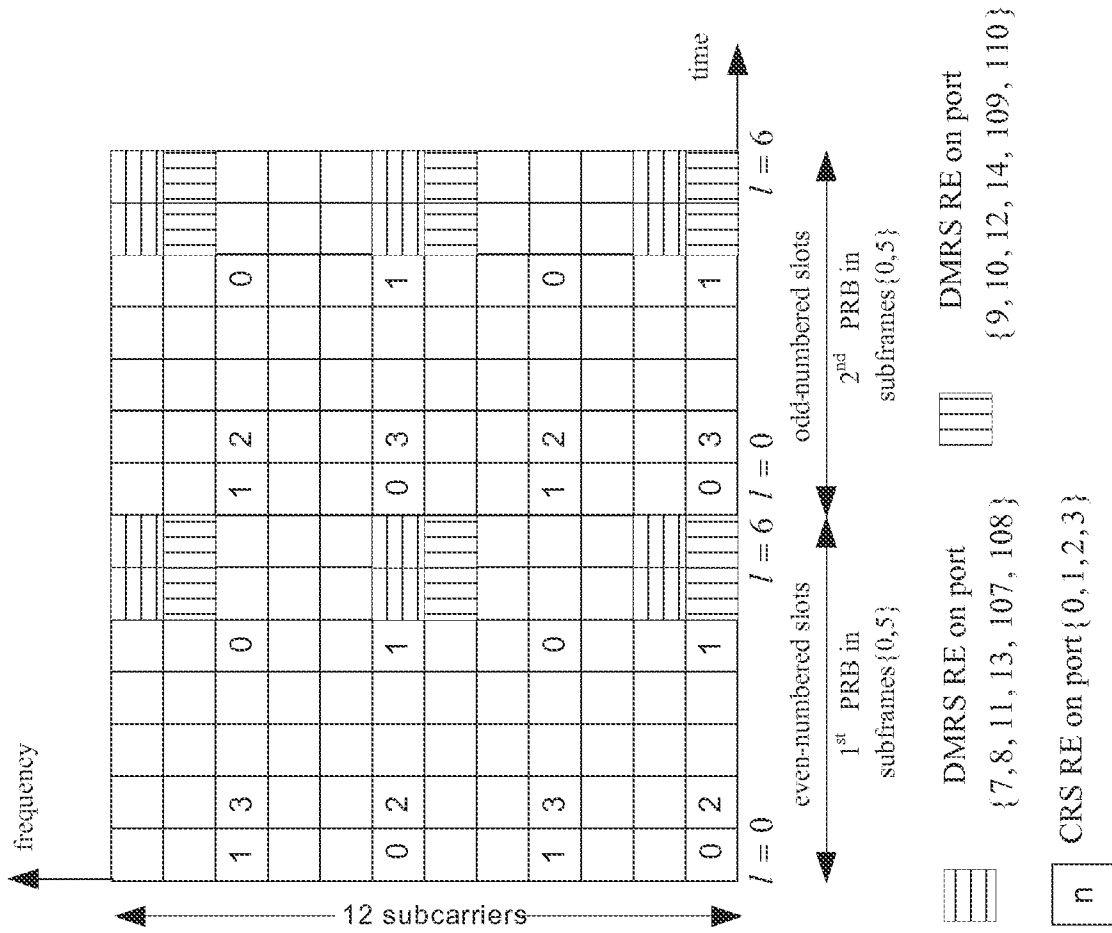 frequency
1 3 0 1 2 0
0 2 1 0 3 1
1 3 0 1 2 0
0 2 1 0 3 1
12 subcarriers
time
l = 0 l = 6 l = 0 l = 6
even-numbered slots
1st PRB in
subframes{0,5}
odd-numbered slots
2nd PRB in
subframes{0,5}
DMRS RE on port
{7, 8, 11, 13, 107, 108}
DMRS RE on port
{9, 10, 12, 14, 109, 110}
n CRS RE on port{0,1,2,3}